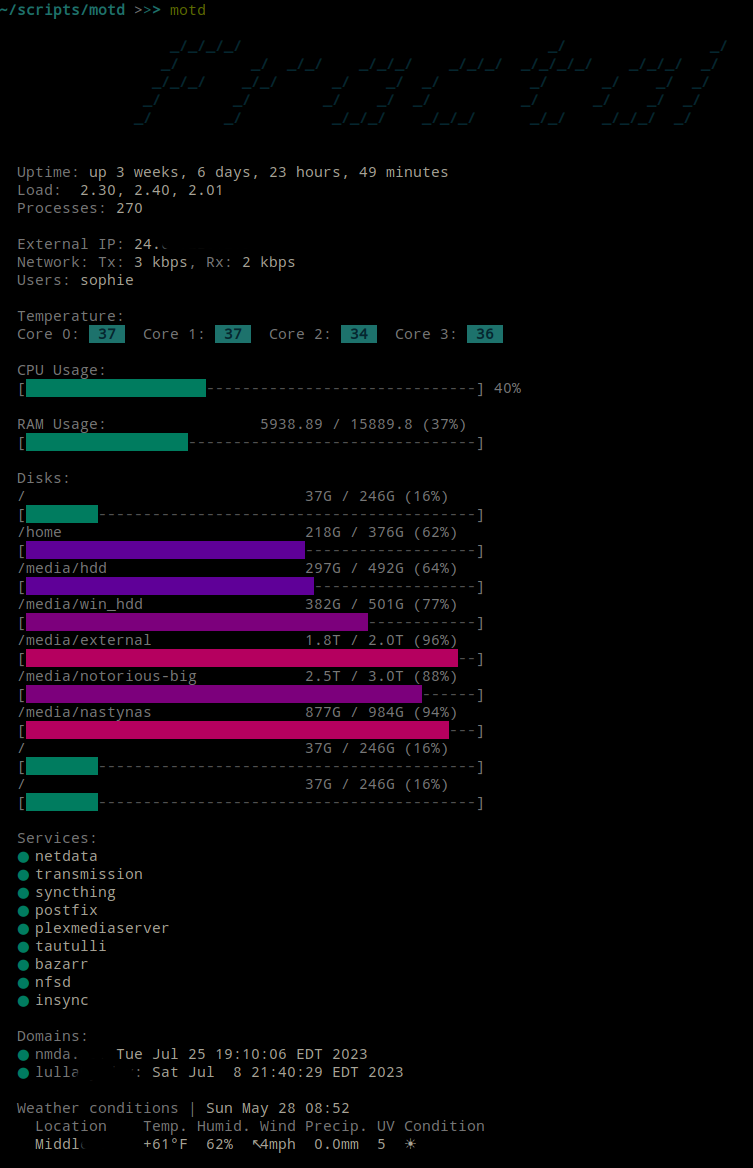 ~/scripts/motd >>> motd
Uptime: up 3 weeks, 6 days, 23 hours, 49 minutes
Load:  2.30, 2.40, 2.01
Processes: 270
External IP: 24.
Network: Tx: 3 kbps, Rx: 2 kbps
Users: sophie
Temperature:
Core 0: 37 Core 1: 37 Core 2: 34 Core 3: 36
CPU Usage:
[--------------------------------] 40%
RAM Usage: 5938.89 / 15889.8 (37%)
[--------------------------------]
Disks:
/ 37G / 246G (16%)
[------------------------------------------]
/home 218G / 376G (62%)
[-------------------]
/media/hdd 297G / 492G (64%)
[------------------]
/media/win_hdd 382G / 501G (77%)
[------------]
/media/external 1.8T / 2.0T (96%)
[--]
/media/notorious-big 2.5T / 3.0T (88%)
[------]
/media/nastynas 877G / 984G (94%)
[---]
/ 37G / 246G (16%)
[------------------------------------------]
/ 37G / 246G (16%)
[------------------------------------------]
Services:
● netdata
● transmission
● syncthing
● postfix
● plexmediaserver
● tautulli
● bazarr
● nfsd
● insync
Domains:
● nmda. Tue Jul 25 19:10:06 EDT 2023
● lulla : Sat Jul  8 21:40:29 EDT 2023
Weather conditions | Sun May 28 08:52
Location Temp. Humid. Wind Precip. UV Condition
Middl +61°F 62% ↖4mph 0.0mm 5 ☀